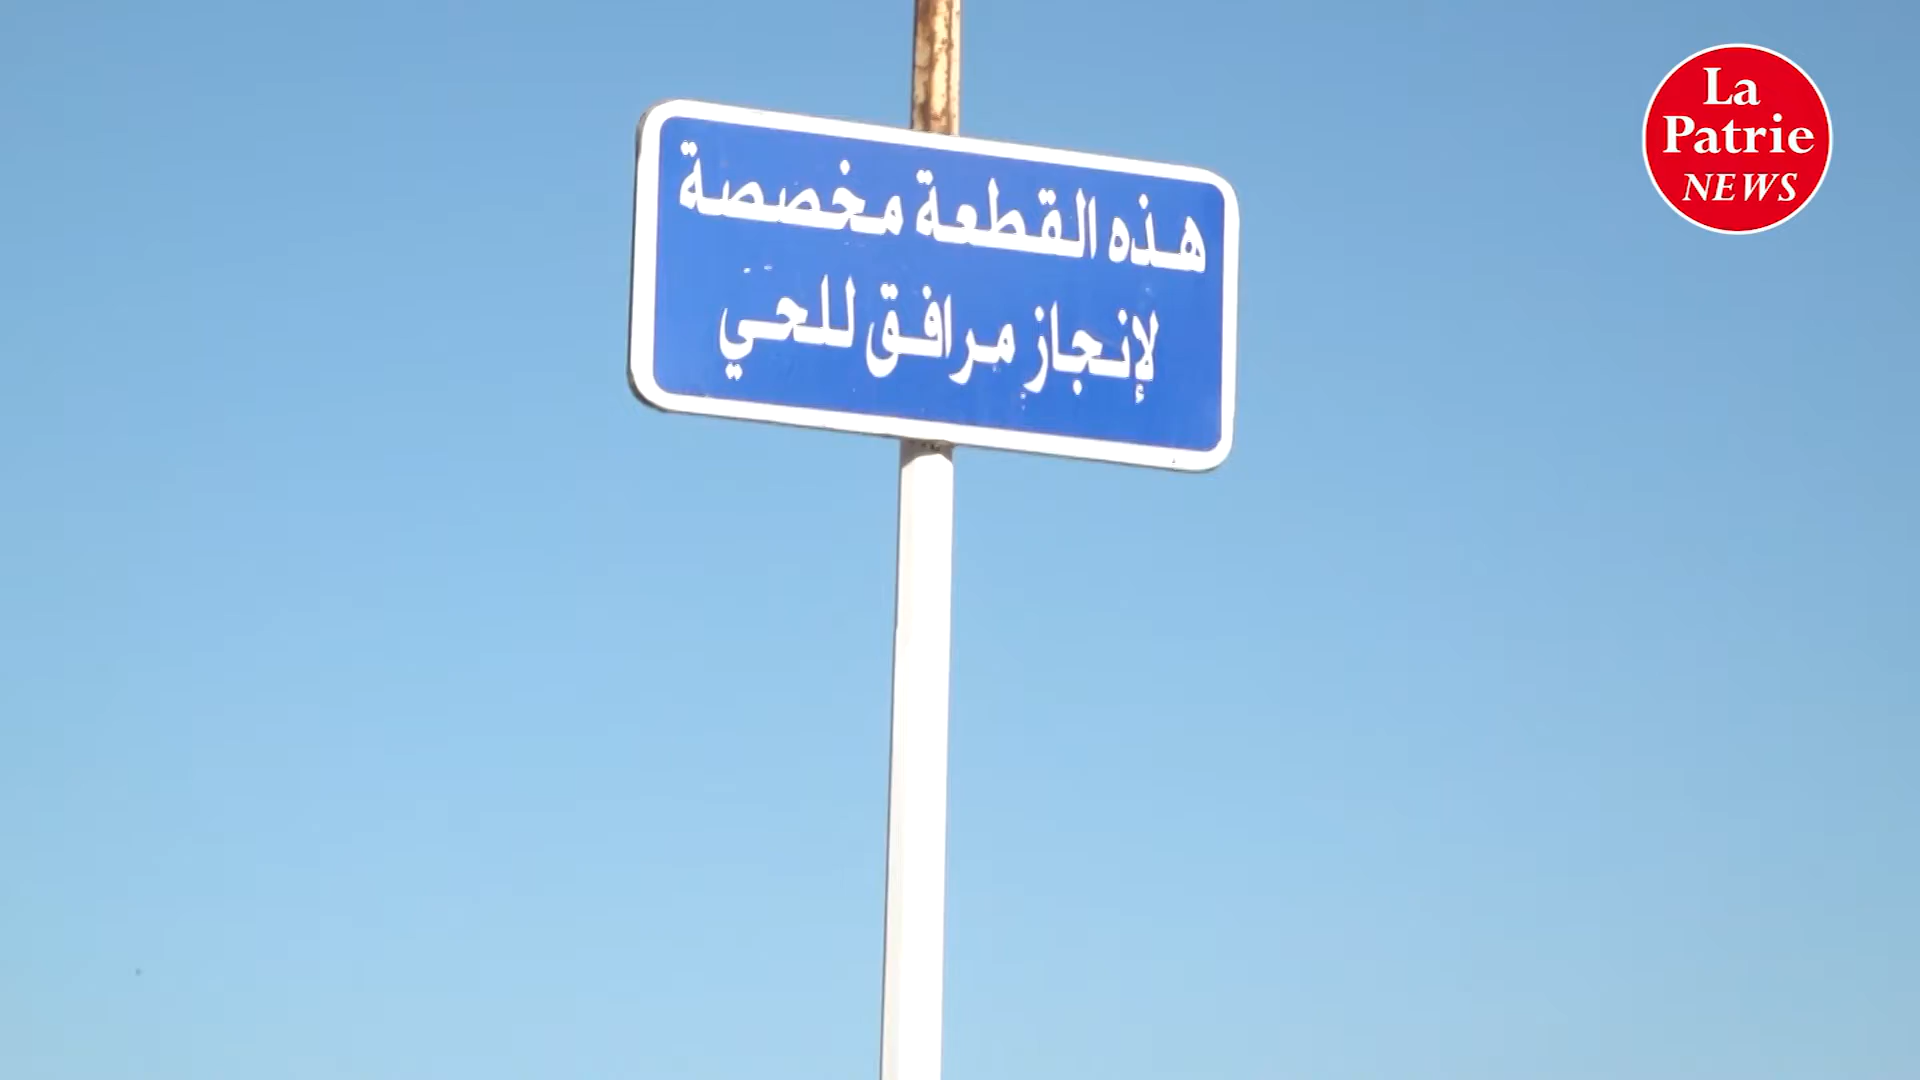 هذه القطعة مخصصة
لإنجاز مرافق للحي
La
Patrie
NEWS